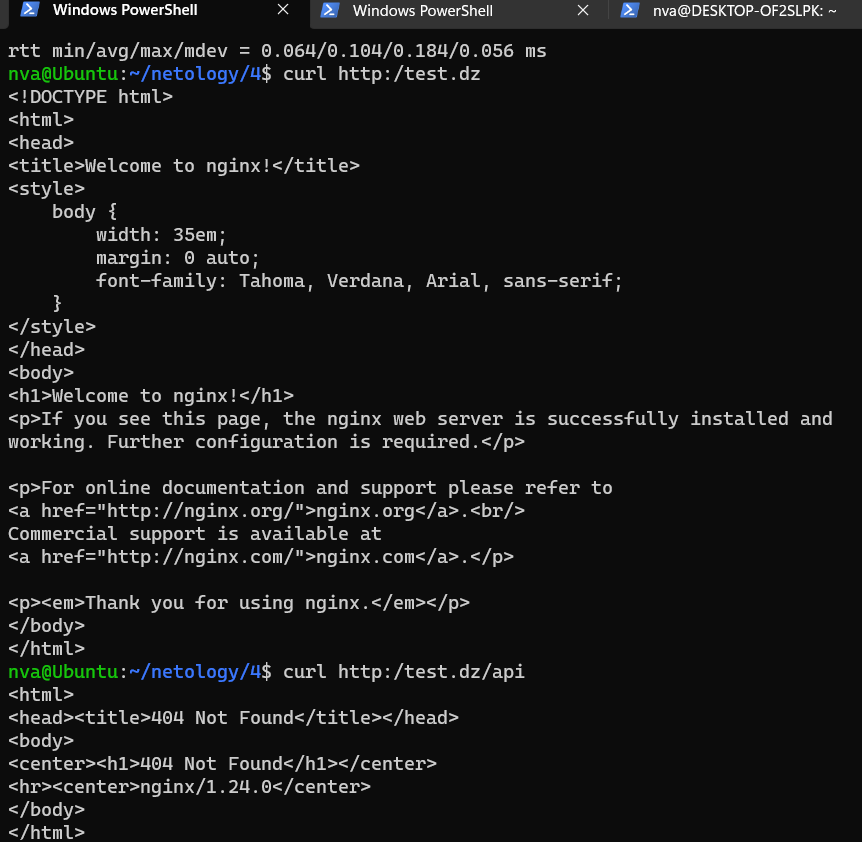 Windows PowerShell
Windows PowerShell
nva@DESKTOP-OF2SLPK: ~
rtt min/avg/max/mdev = 0.064/0.104/0.184/0.056 ms
nva@Ubuntu:~/netology/4$ curl http:/test.dz
<!DOCTYPE html>
<html>
<head>
<title>Welcome to nginx!</title>
<style>
    body {
        width: 35em;
        margin: 0 auto;
        font-family: Tahoma, Verdana, Arial, sans-serif;
    }
</style>
</head>
<body>
<h1>Welcome to nginx!</h1>
<p>If you see this page, the nginx web server is successfully installed and
working. Further configuration is required.</p>

<p>For online documentation and support please refer to
<a href="http://nginx.org/">nginx.org</a>.<br/>
Commercial support is available at
<a href="http://nginx.com/">nginx.com</a>.</p>

<p><em>Thank you for using nginx.</em></p>
</body>
</html>
nva@Ubuntu:~/netology/4$ curl http:/test.dz/api
<html>
<head><title>404 Not Found</title></head>
<body>
<center><h1>404 Not Found</h1></center>
<hr><center>nginx/1.24.0</center>
</body>
</html>